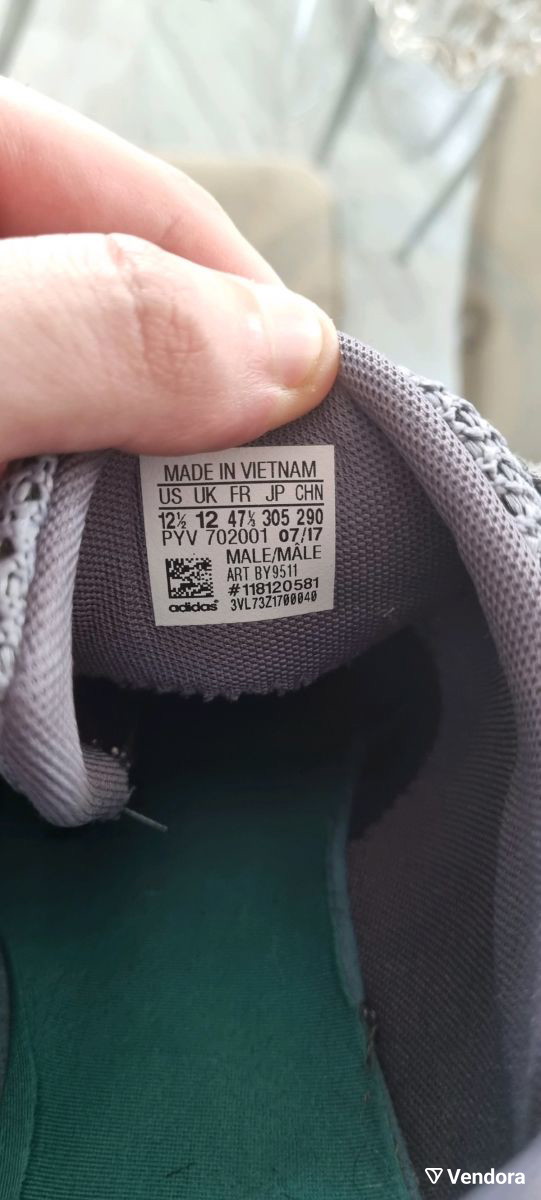 MADE IN VIETNAM
US UK FR JP CHN
12½ 12 47⅓ 305 290
PYV 702001 07/17
MALE/MÂLE
ART BY9511
#118120581
adidas® 3VL73Z1700040
Vendora